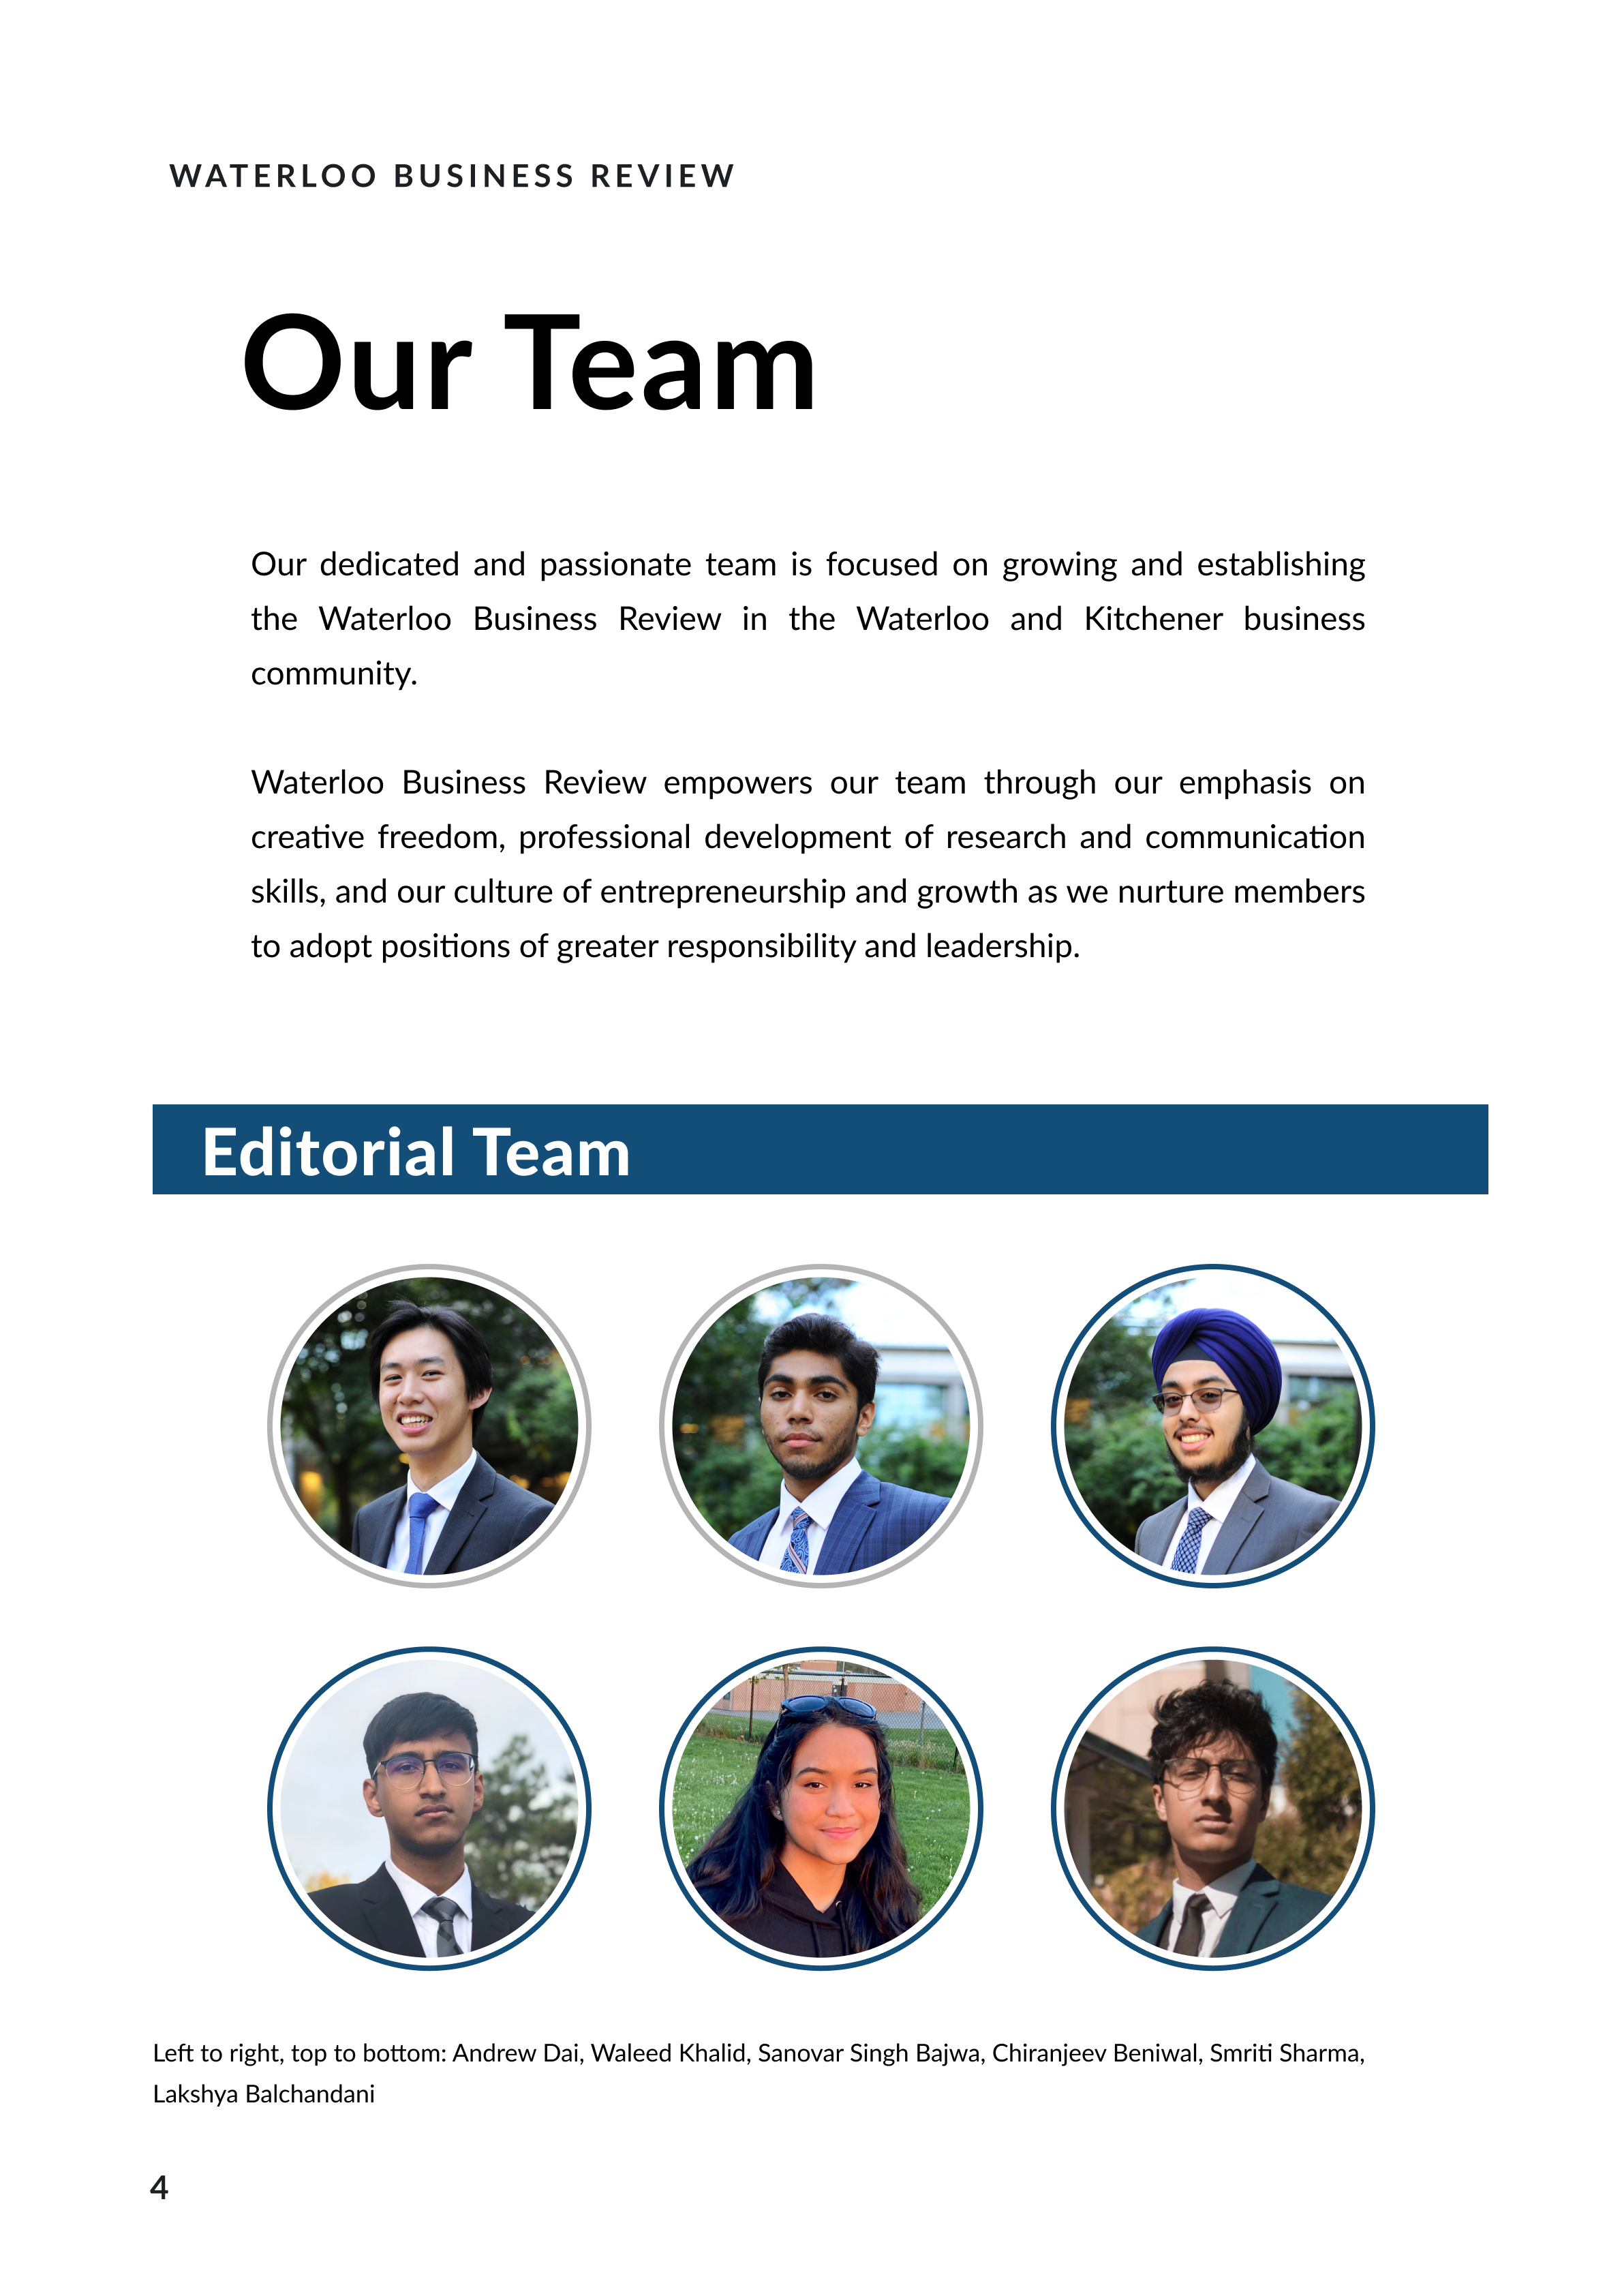 WATERLOO BUSINESS REVIEW
Our Team
Our dedicated and passionate team is focused on growing and establishing
the Waterloo Business Review in the Waterloo and Kitchener business
community.
Waterloo Business Review empowers our team through our emphasis on
creative freedom, professional development of research and communication
skills, and our culture of entrepreneurship and growth as we nurture members
to adopt positions of greater responsibility and leadership.
Editorial Team
Left to right, top to bottom: Andrew Dai, Waleed Khalid, Sanovar Singh Bajwa, Chiranjeev Beniwal, Smriti Sharma,
Lakshya Balchandani
4